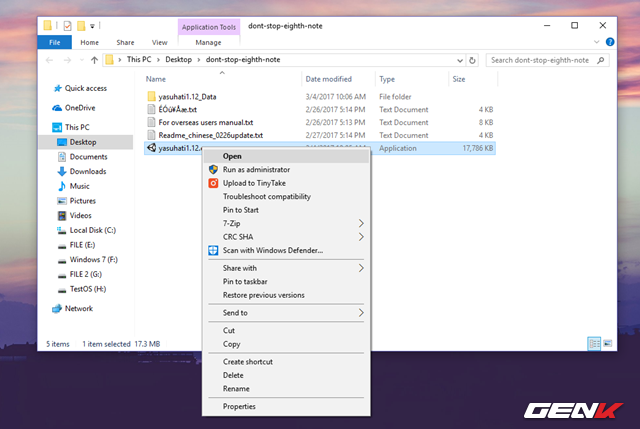 Application Tools
dont-stop-eighth-note
File
Home
Share
View
Manage
This PC
Desktop
dont-stop-eighth-note
Search dont-stop-eighth-note
Name
Date modified
Type
Size
Quick access
OneDrive
This PC
Desktop
Documents
Downloads
Music
Pictures
Videos
Local Disk (C:)
FILE (E:)
Windows 7 (F:)
FILE 2 (G:)
TestOS (H:)
Network
yasuhati1.12_Data 3/4/2017 10:06 AM File folder
2/26/2017 5:14 PM Text Document 4 KB
For overseas users manual.txt 2/26/2017 5:13 PM Text Document 4 KB
Readme_chinese_0226update.txt 2/27/2017 5:14 PM Text Document 4 KB
yasuhati1.12. Application 17,786 KB
Open
Run as administrator
Upload to TinyTake
Troubleshoot compatibility
Pin to Start
7-Zip
CRC SHA
Scan with Windows Defender...
Share with
Pin to taskbar
Restore previous versions
Send to
Cut
Copy
Create shortcut
Delete
Rename
Properties
5 items 1 item selected 17.3 MB
GENK